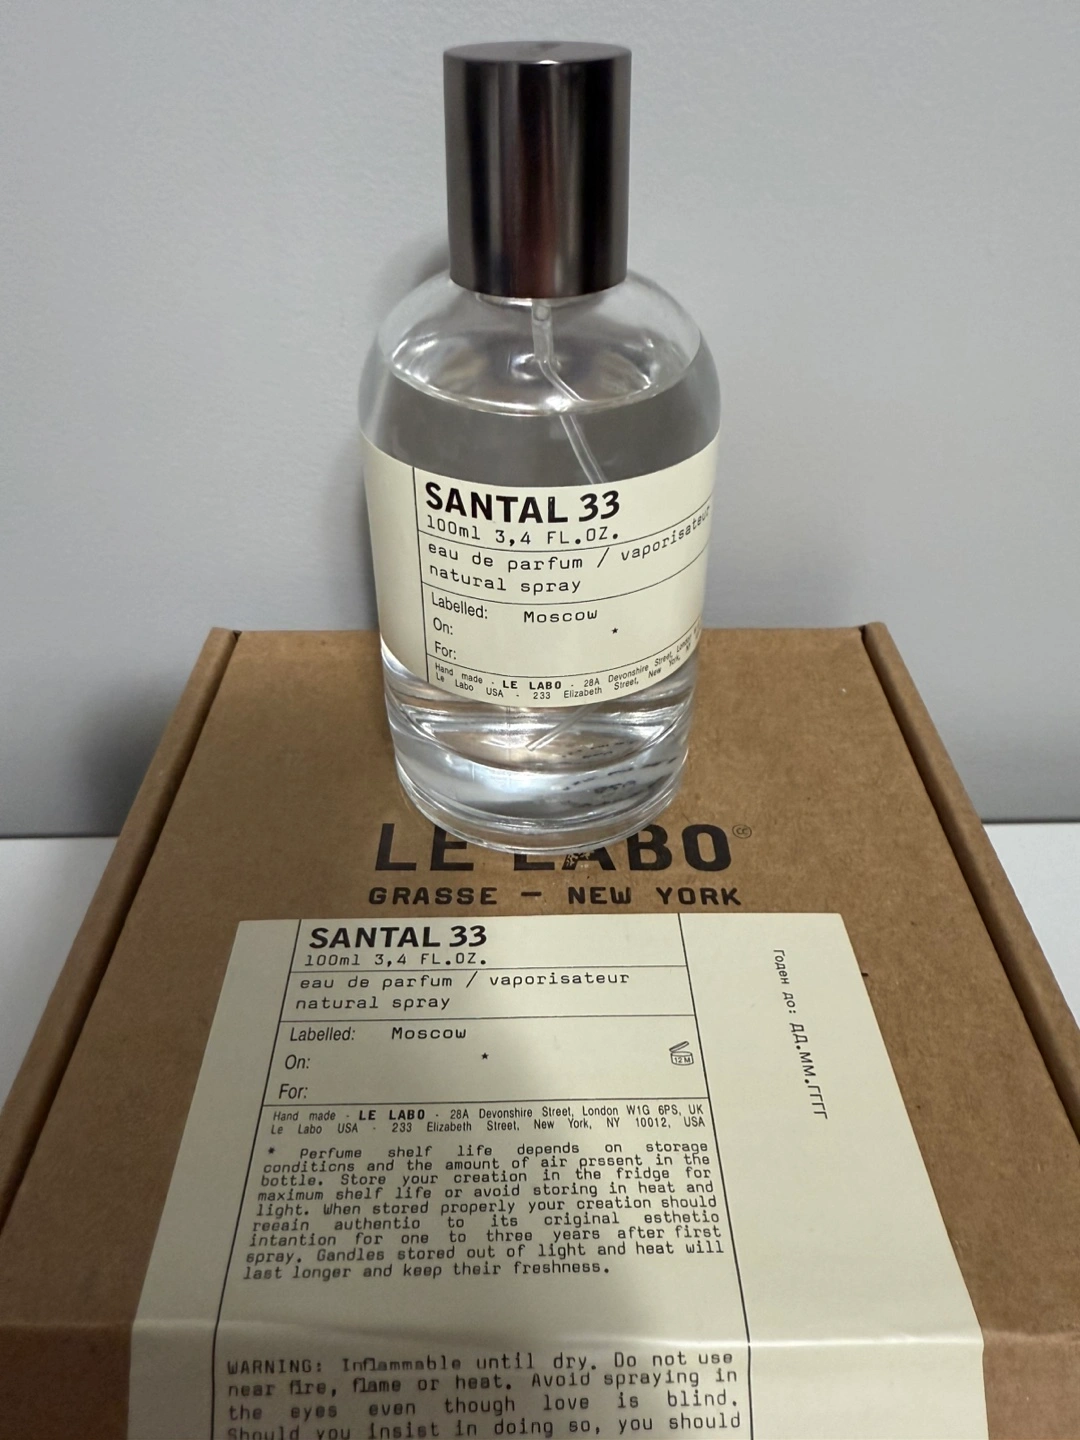 SANTAL 33
100ml 3,4 FL.OZ.
eau de parfum / vaporisateur
natural spray
Labelled: Moscow
On: *
For:
Hand made - LE LABO - 28A Devonshire Street, London
Le Labo USA - 233 Elizabeth Street, New York, NY
LE LABO
GRASSE — NEW YORK
SANTAL 33
100ml 3,4 FL.OZ.
eau de parfum / vaporisateur
natural spray
Labelled: Moscow
On: *
For:
12M
Hand made - LE LABO - 28A Devonshire Street, London W1G 6PS, UK
Le Labo USA - 233 Elizabeth Street, New York, NY 10012, USA
* Perfume shelf life depends on storage
conditions and the amount of air prsent in the
bottle. Store your creation in the fridge for
maximum shelf life or avoid storing in heat and
light. When stored properly your creation should
reeain authentio to its original esthetio
intantion for one to three years after first
spray. Gandles stored out of light and heat will
last longer and keep their freshness.
WARNING: Inflammable until dry. Do not use
near fire, flame or heat. Avoid spraying in
the eyes even though love is blind.
Should you insist in doing so, you should
Годен до: ДД.ММ.ГГГГ